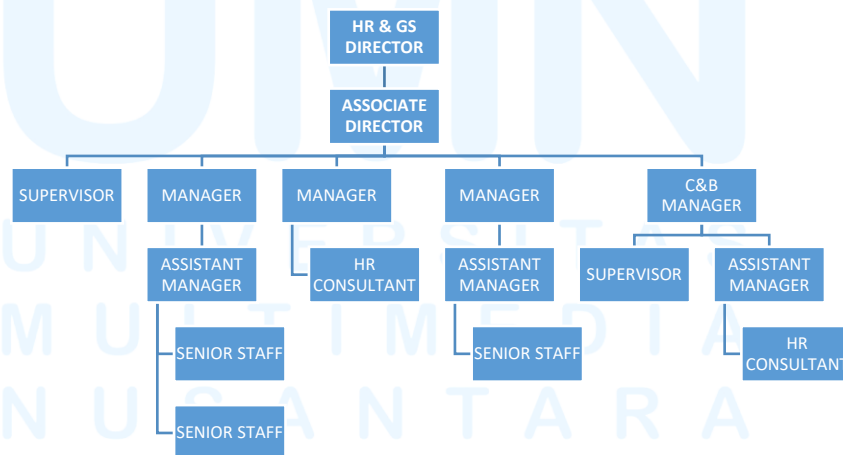 HR & GS
DIRECTOR
ASSOCIATE
DIRECTOR
SUPERVISOR
MANAGER
MANAGER
MANAGER
C&B
MANAGER
ASSISTANT
MANAGER
HR
CONSULTANT
ASSISTANT
MANAGER
SUPERVISOR
ASSISTANT
MANAGER
SENIOR STAFF
SENIOR STAFF
HR
CONSULTANT
SENIOR STAFF
UMN
UNIVERSITAS
MULTIMEDIA
NUSANTARA